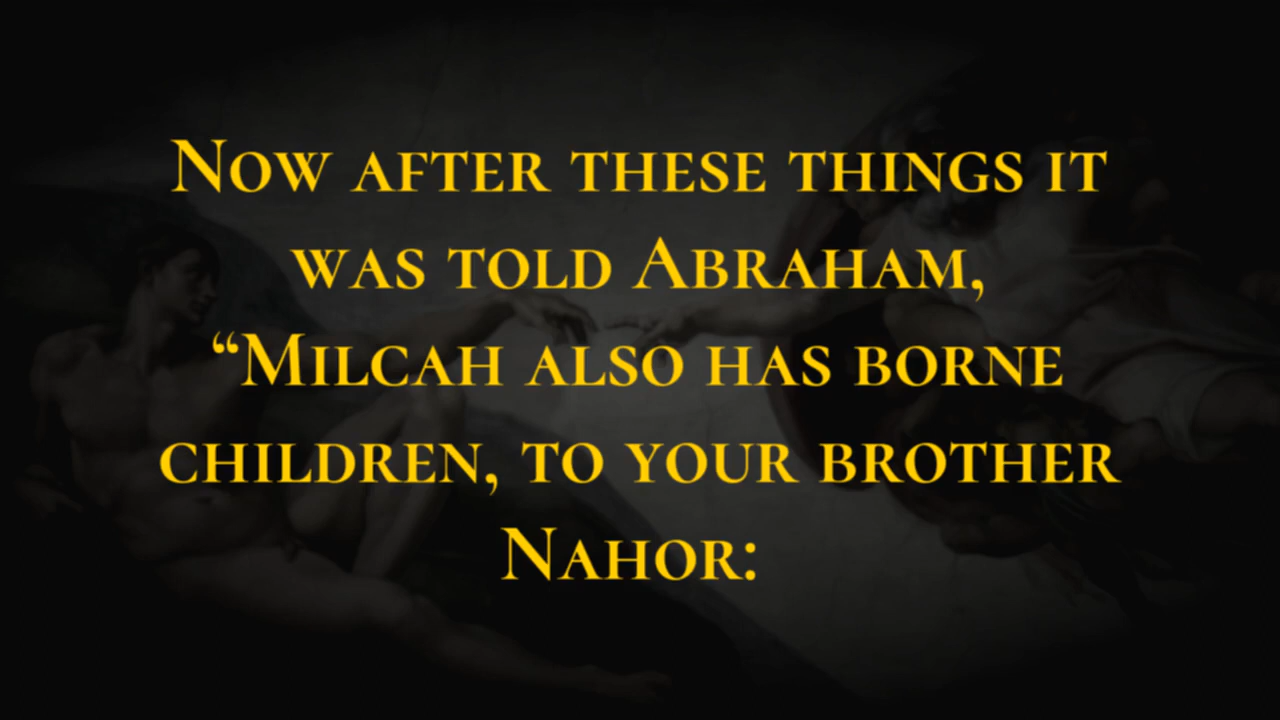 Now after these things it
was told Abraham,
“Milcah also has borne
children, to your brother
Nahor: